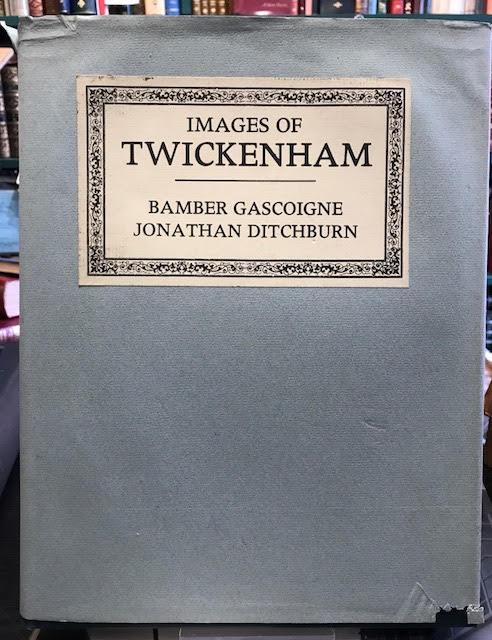 IMAGES OF
TWICKENHAM
BAMBER GASCOIGNE
JONATHAN DITCHBURN